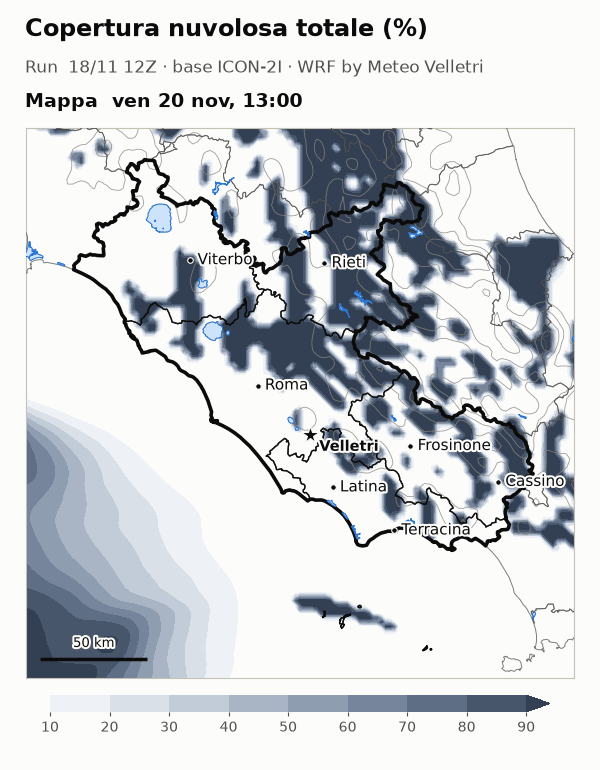 Copertura nuvolosa totale (%)
Run  18/11 12Z · base ICON-2I · WRF by Meteo Velletri
Mappa  ven 20 nov, 13:00
Viterbo
Rieti
Roma
Velletri
Frosinone
Latina
Cassino
Terracina
50 km
10 20 30 40 50 60 70 80 90